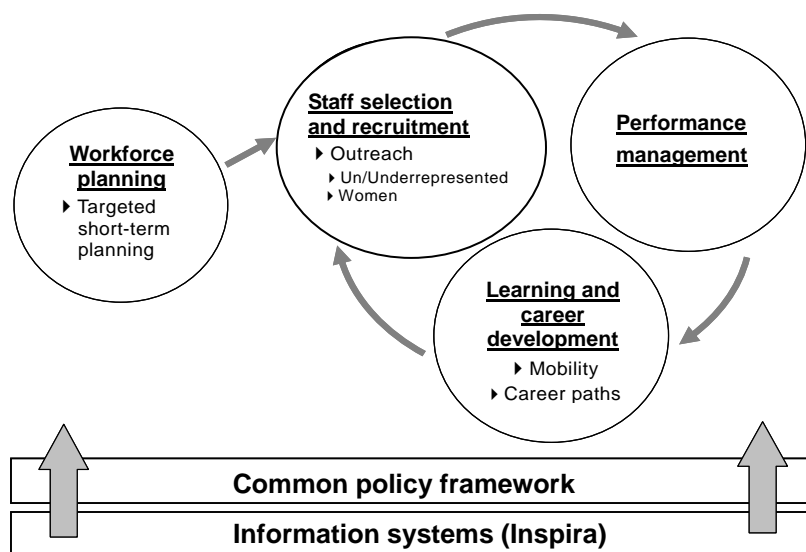 Workforce
planning
Targeted
short-term
planning
Staff selection
and recruitment
Outreach
Un/Underrepresented
Women
Performance
management
Learning and
career
development
Mobility
Career paths
Common policy framework
Information systems (Inspira)